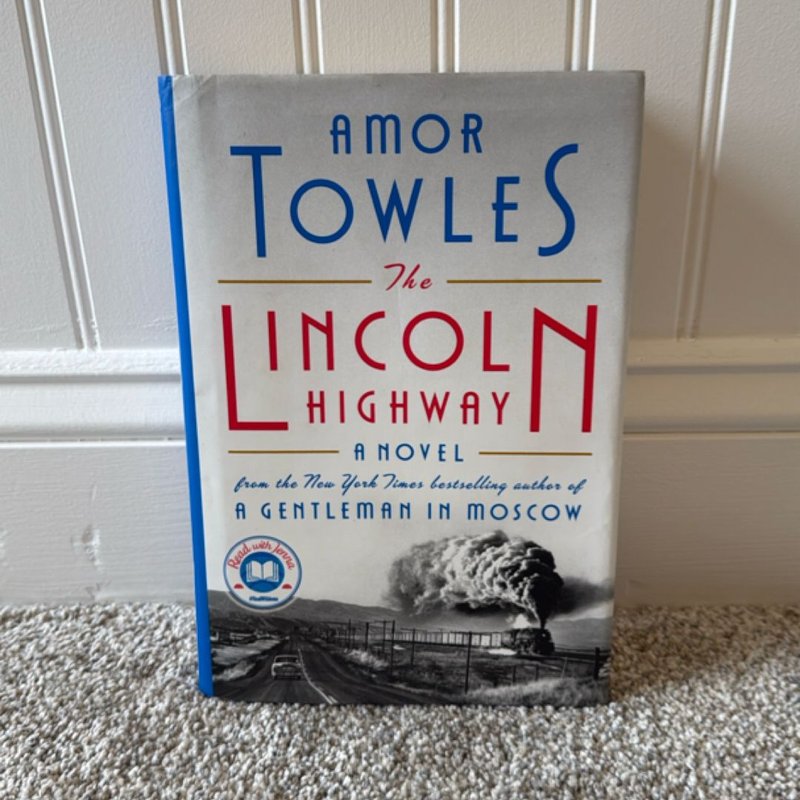 AMOR
TOWLES
The
LINCOLN
HIGHWAY
A NOVEL
from the New York Times bestselling author of
A GENTLEMAN IN MOSCOW
Read with Jenna